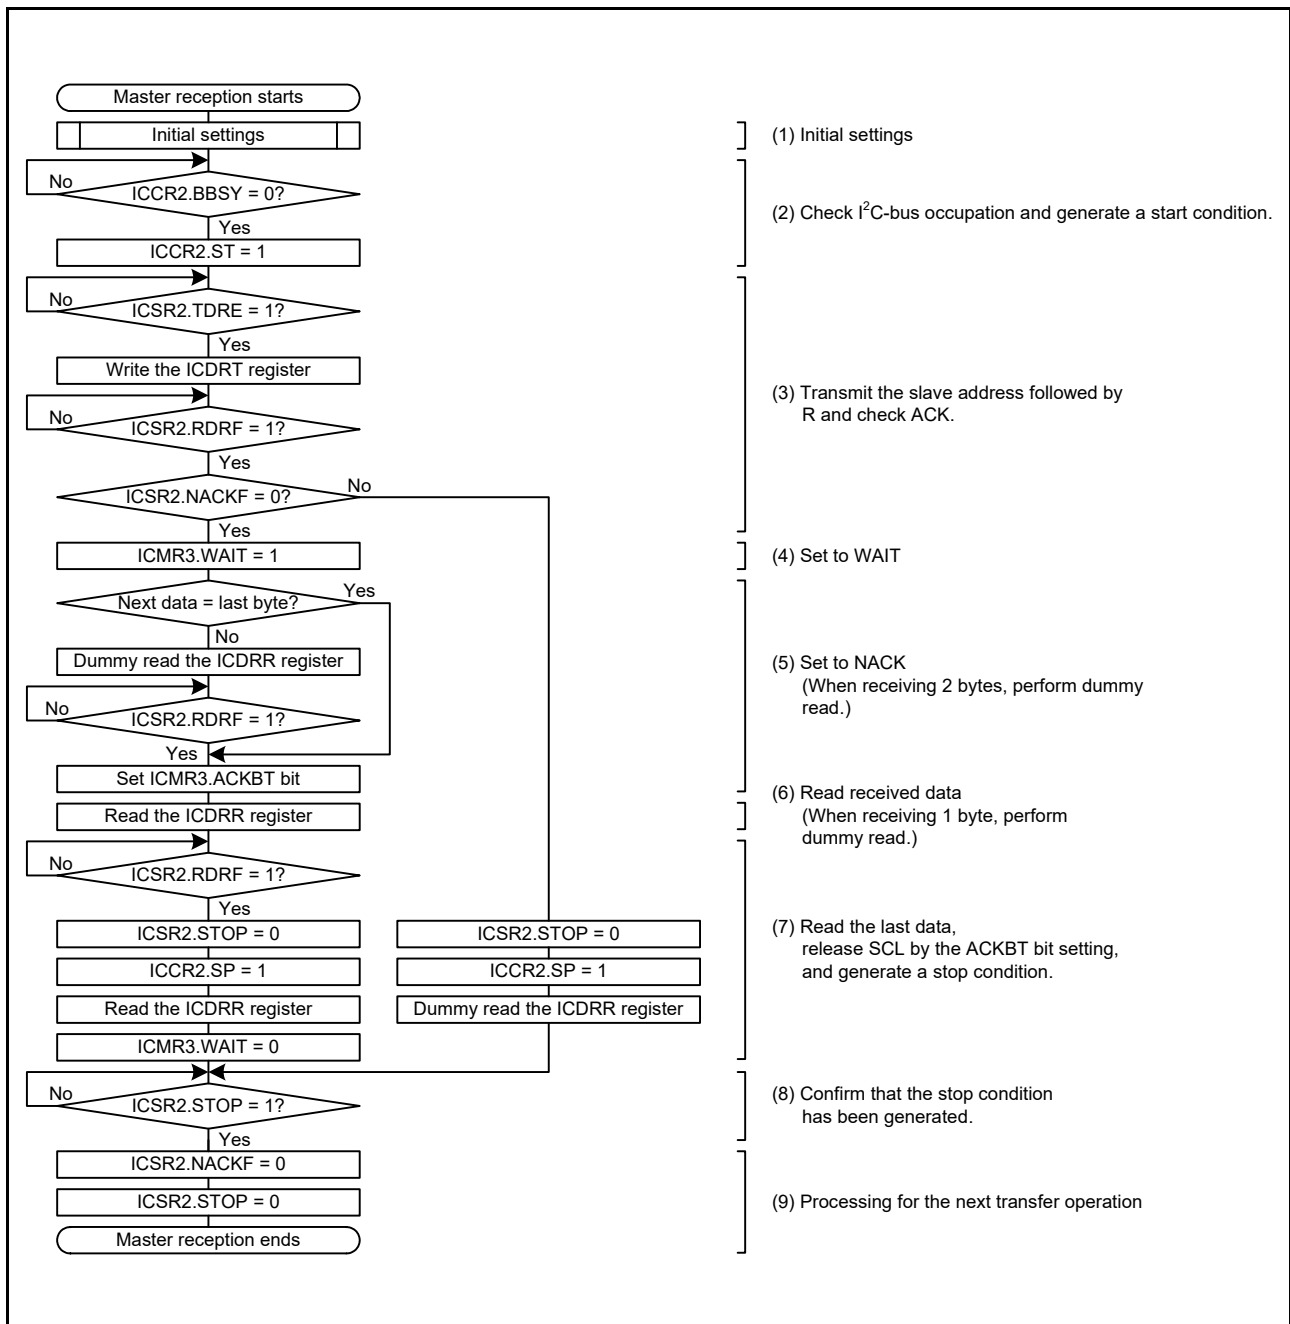 Master reception starts
Initial settings
(1) Initial settings
No
ICCR2.BBSY = 0?
Yes
(2) Check I²C-bus occupation and generate a start condition.
ICCR2.ST = 1
No
ICSR2.TDRE = 1?
Yes
Write the ICDRT register
No
ICSR2.RDRF = 1?
Yes
(3) Transmit the slave address followed by
R and check ACK.
ICSR2.NACKF = 0?
No
Yes
ICMR3.WAIT = 1
(4) Set to WAIT
Next data = last byte?
Yes
No
Dummy read the ICDRR register
No
ICSR2.RDRF = 1?
Yes
Set ICMR3.ACKBT bit
(5) Set to NACK
(When receiving 2 bytes, perform dummy
read.)
Read the ICDRR register
(6) Read received data
(When receiving 1 byte, perform
dummy read.)
No
ICSR2.RDRF = 1?
Yes
ICSR2.STOP = 0
ICCR2.SP = 1
Read the ICDRR register
ICMR3.WAIT = 0
ICSR2.STOP = 0
ICCR2.SP = 1
Dummy read the ICDRR register
(7) Read the last data,
release SCL by the ACKBT bit setting,
and generate a stop condition.
No
ICSR2.STOP = 1?
Yes
(8) Confirm that the stop condition
has been generated.
ICSR2.NACKF = 0
ICSR2.STOP = 0
(9) Processing for the next transfer operation
Master reception ends